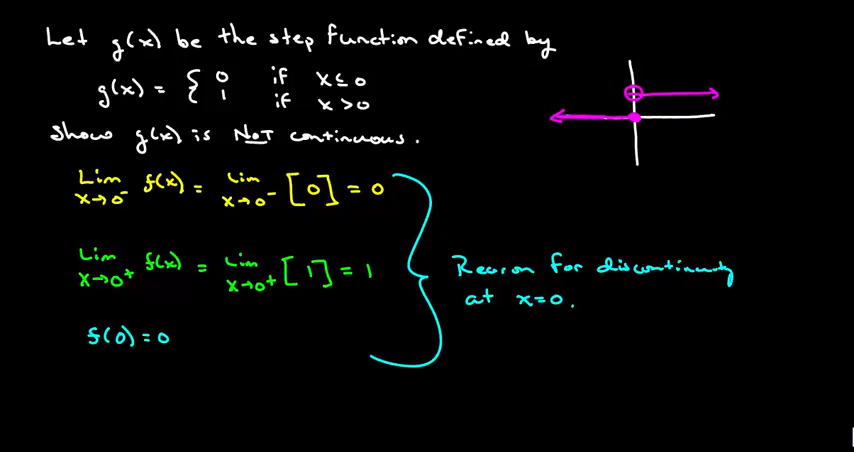 Let g(x) be the step function defined by
g(x) = { 0 if x ≤ 0
1 if x > 0
Show g(x) is NOT continuous.
Lim x→0⁻ f(x) = Lim x→0⁻ [0] = 0
Lim x→0⁺ f(x) = Lim x→0⁺ [1] = 1
Reason for discontinuity
at x=0.
f(0) = 0